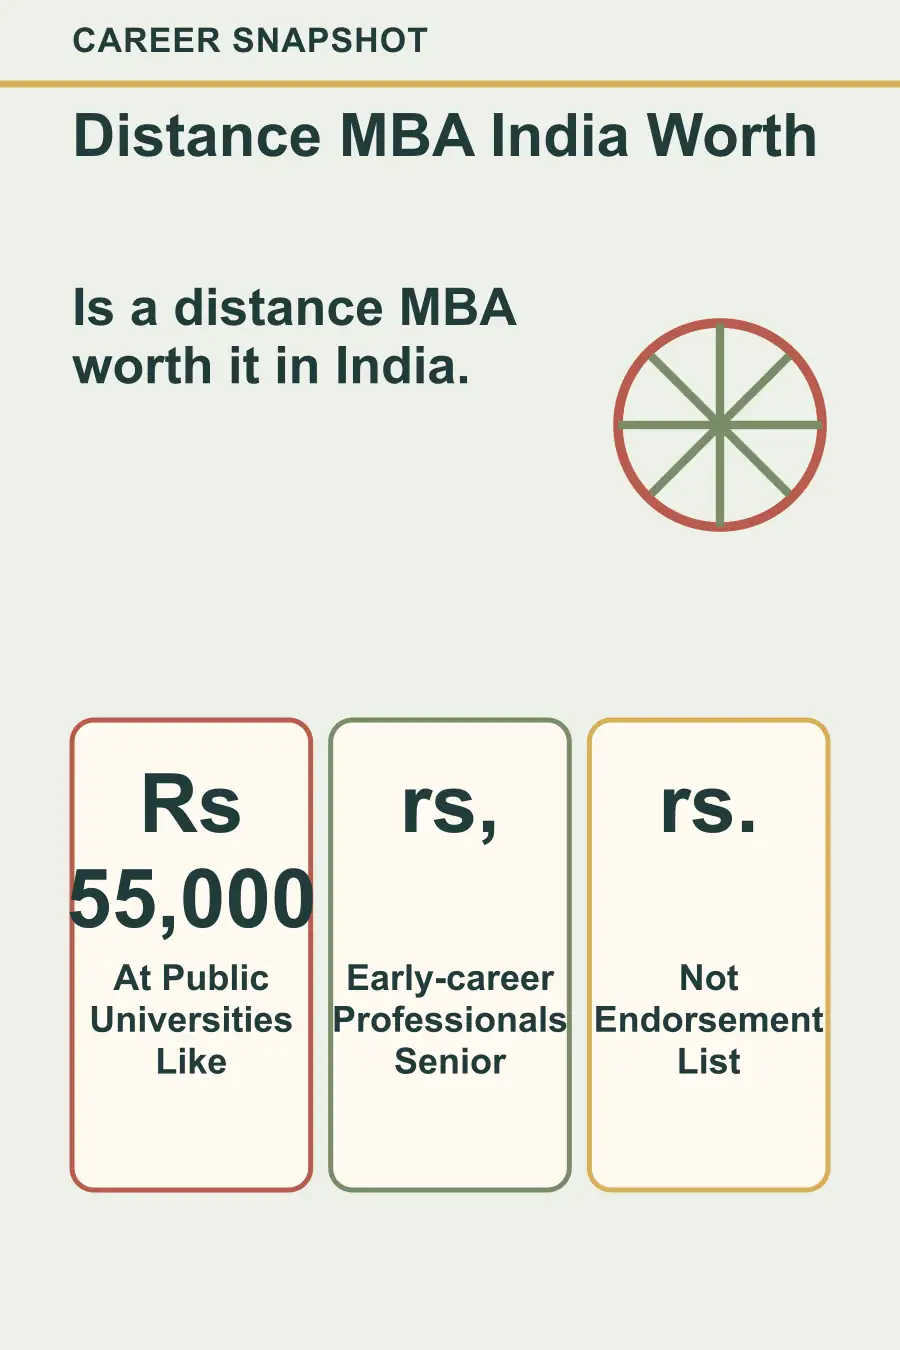 CAREER SNAPSHOT
Distance MBA India Worth
Is a distance MBA
worth it in India.
Rs
55,000
At Public
Universities
Like
rs,
Early-career
Professionals
Senior
rs.
Not
Endorsement
List